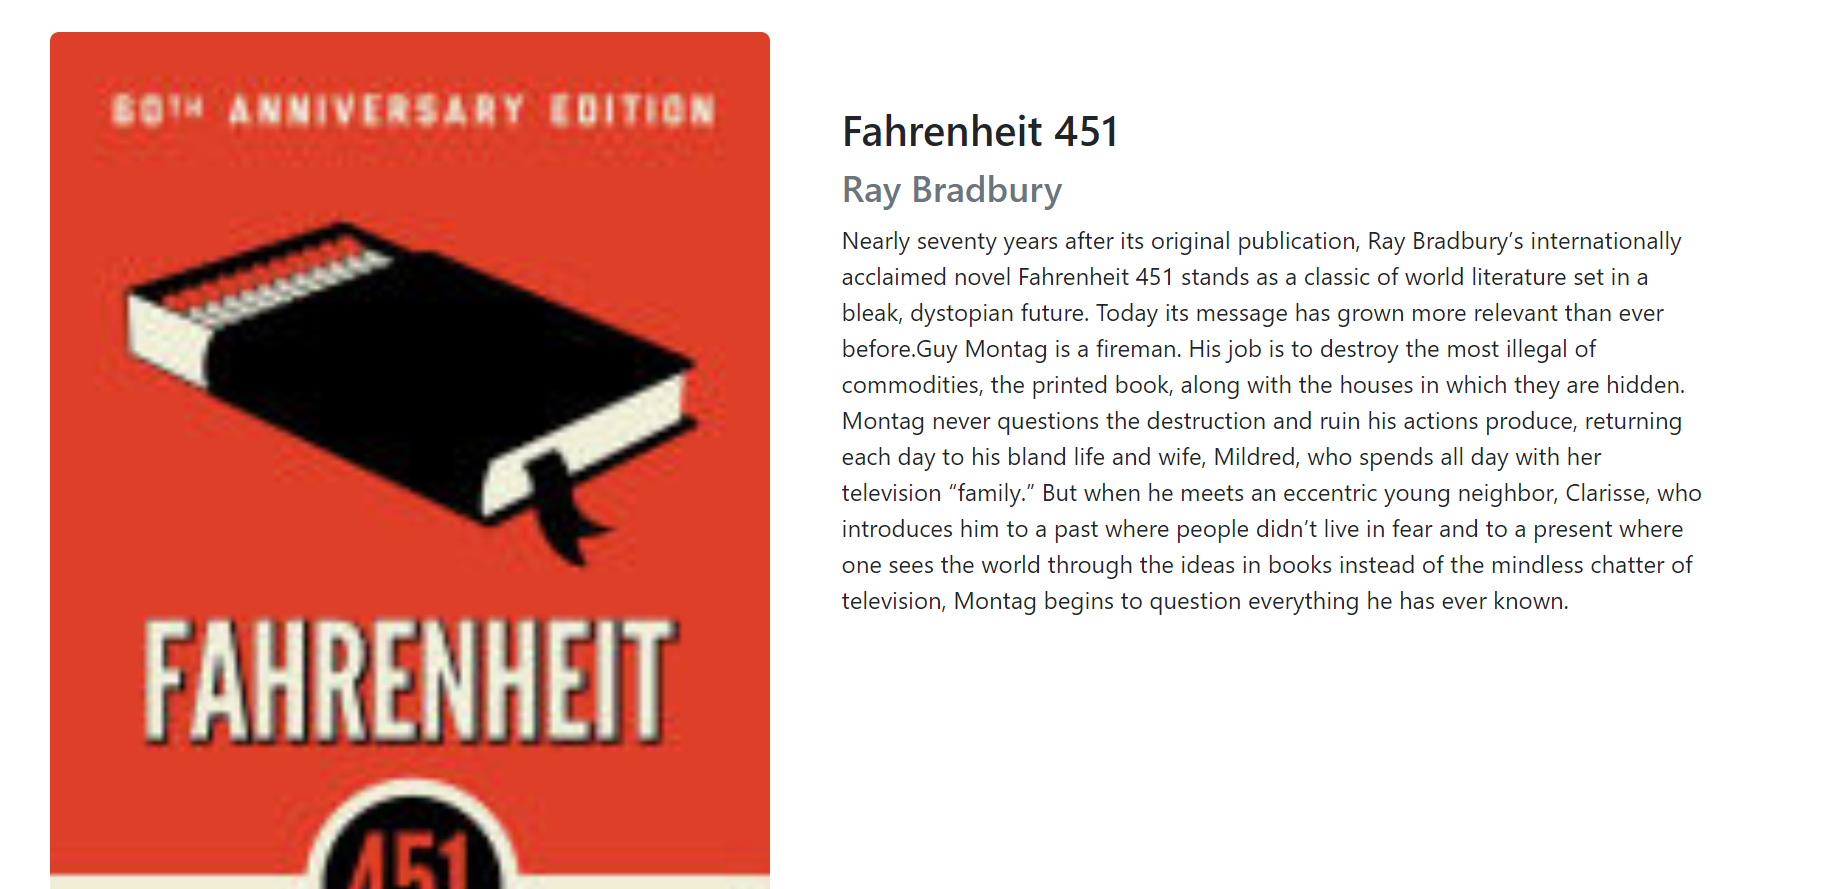 60TH ANNIVERSARY EDITION
FAHRENHEIT
451
Fahrenheit 451
Ray Bradbury
Nearly seventy years after its original publication, Ray Bradbury’s internationally
acclaimed novel Fahrenheit 451 stands as a classic of world literature set in a
bleak, dystopian future. Today its message has grown more relevant than ever
before.Guy Montag is a fireman. His job is to destroy the most illegal of
commodities, the printed book, along with the houses in which they are hidden.
Montag never questions the destruction and ruin his actions produce, returning
each day to his bland life and wife, Mildred, who spends all day with her
television “family.” But when he meets an eccentric young neighbor, Clarisse, who
introduces him to a past where people didn’t live in fear and to a present where
one sees the world through the ideas in books instead of the mindless chatter of
television, Montag begins to question everything he has ever known.